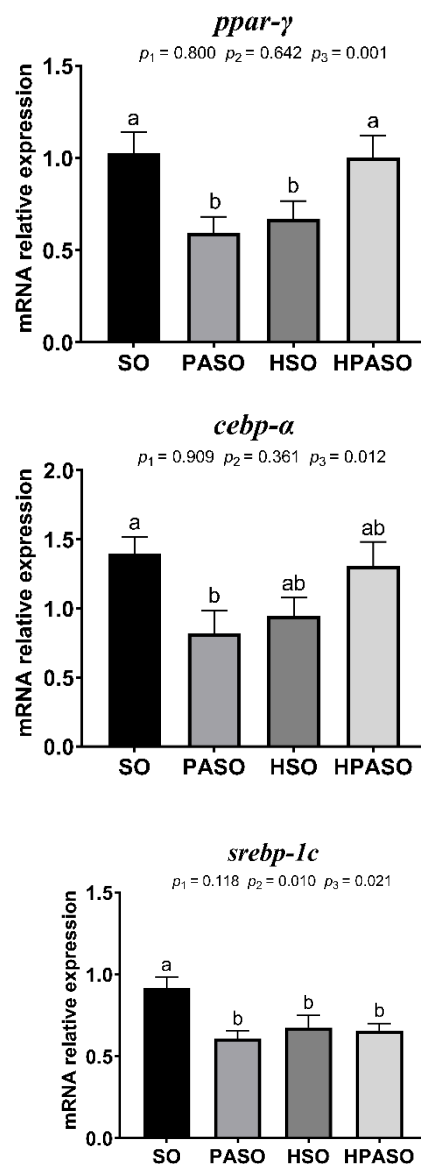 ppar-γ
p1 = 0.800 p2 = 0.642 p3 = 0.001
mRNA relative expression
1.5
1.0
0.5
0.0
a
b
b
a
SO PASO HSO HPASO
cebp-α
p1 = 0.909 p2 = 0.361 p3 = 0.012
mRNA relative expression
2.0
1.5
1.0
0.5
0.0
a
b
ab
ab
SO PASO HSO HPASO
srebp-1c
p1 = 0.118 p2 = 0.010 p3 = 0.021
mRNA relative expression
1.5
1.0
0.5
0.0
a
b
b
b
SO PASO HSO HPASO